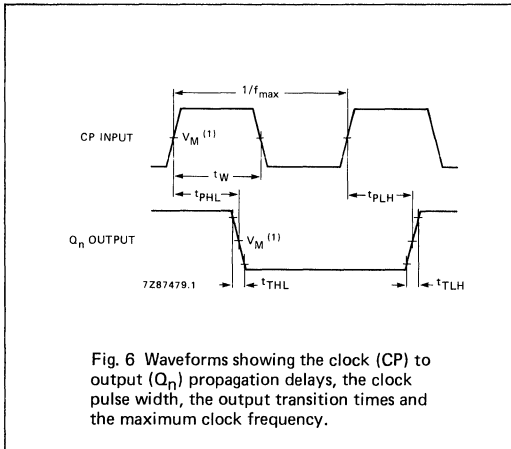 1/fmax
CP INPUT
VM (1)
tW
tPHL
tPLH
Qn OUTPUT
VM (1)
7Z87479.1
tTHL
tTLH
Fig. 6 Waveforms showing the clock (CP) to
output (Qn) propagation delays, the clock
pulse width, the output transition times and
the maximum clock frequency.